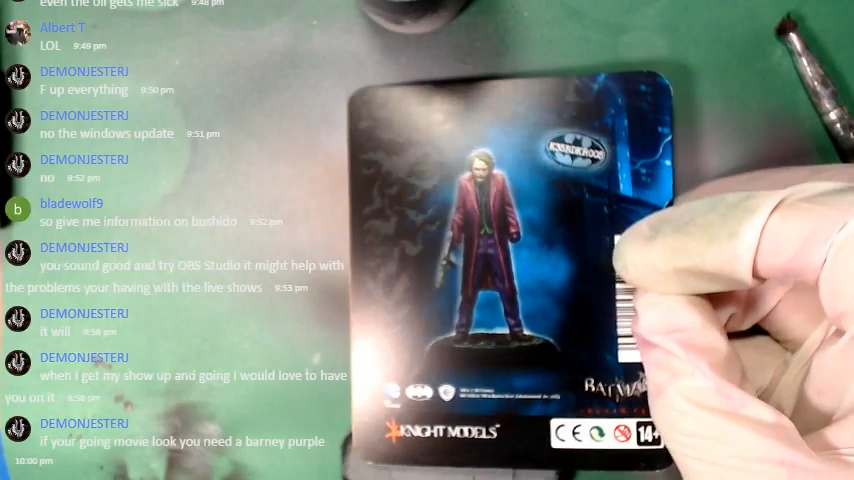 even the oil gets me sick 9:48 pm
Albert T
LOL 9:49 pm
DEMONJESTERJ
F up everything 9:50 pm
DEMONJESTERJ
no the windows update 9:51 pm
DEMONJESTERJ
no 9:52 pm
b
bladewolf9
so give me information on bushido 9:52 pm
DEMONJESTERJ
you sound good and try OBS Studio it might help with
the problems your having with the live shows 9:53 pm
DEMONJESTERJ
it will 9:58 pm
DEMONJESTERJ
when I get my show up and going i would love to have
you on it 8:58 pm
DEMONJESTERJ
if your going movie look you need a barney purple
10:00 pm
BATMA
KNIGHT MODELS
CE
14+